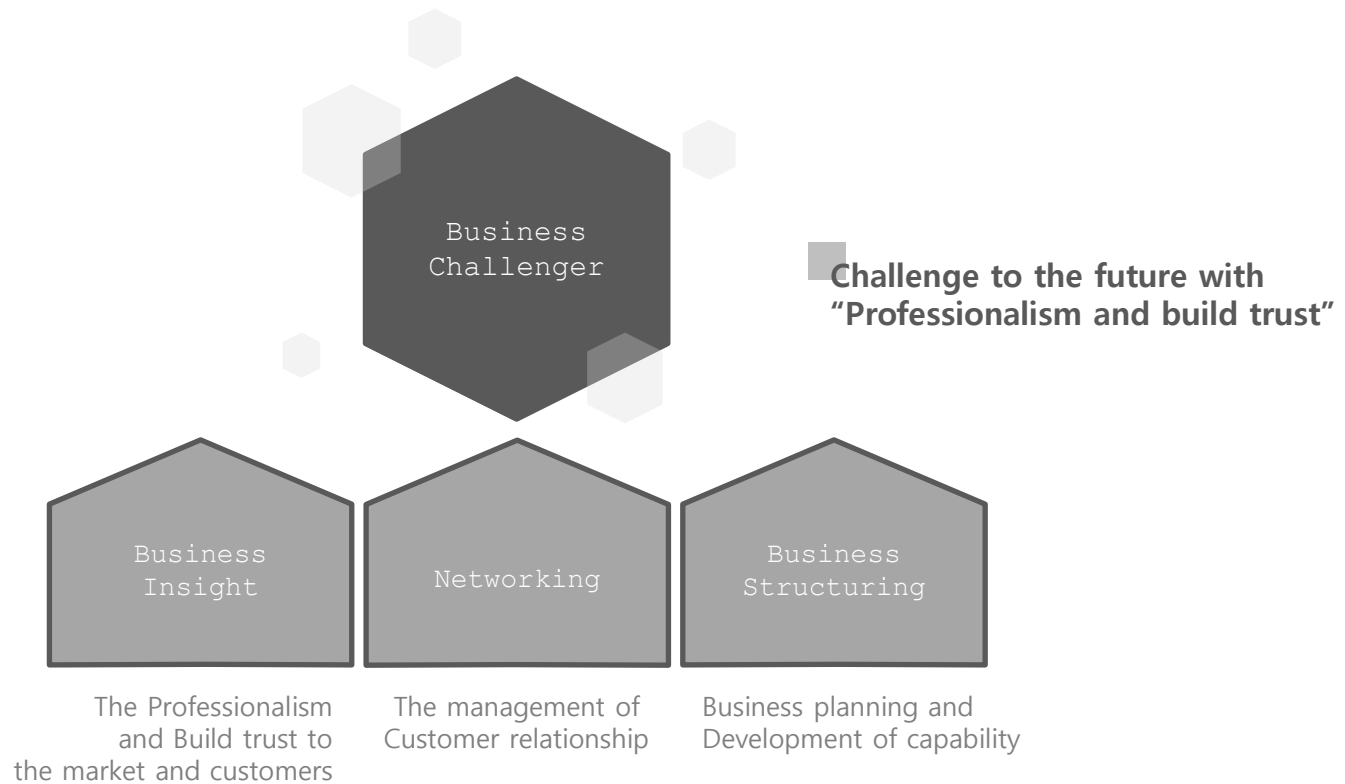 Business
Challenger
Challenge to the future with
“Professionalism and build trust”
Business
Insight
Networking
Business
Structuring
The Professionalism
and Build trust to
the market and customers
The management of
Customer relationship
Business planning and
Development of capability